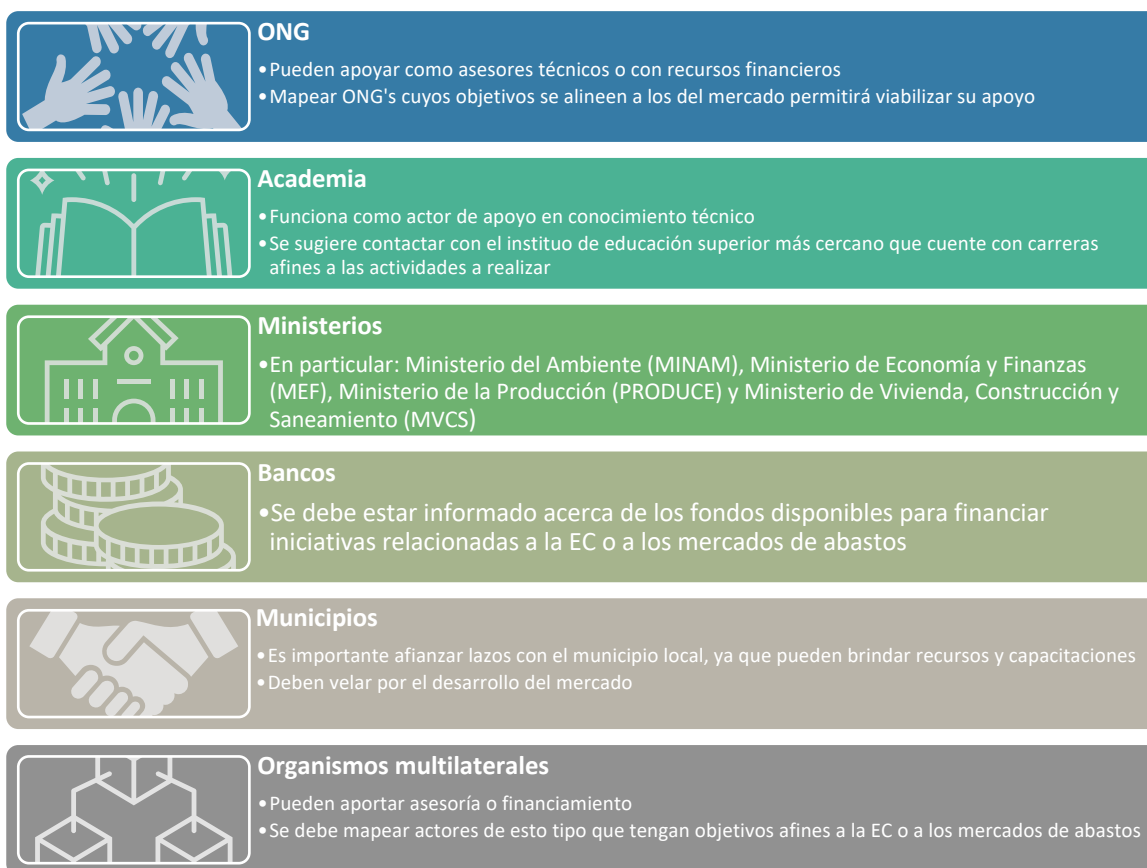 ONG
•Pueden apoyar como asesores técnicos o con recursos financieros
•Mapear ONG's cuyos objetivos se alineen a los del mercado permitirá viabilizar su apoyo
Academia
•Funciona como actor de apoyo en conocimiento técnico
•Se sugiere contactar con el instituo de educación superior más cercano que cuente con carreras
afines a las actividades a realizar
Ministerios
•En particular: Ministerio del Ambiente (MINAM), Ministerio de Economía y Finanzas
(MEF), Ministerio de la Producción (PRODUCE) y Ministerio de Vivienda, Construcción y
Saneamiento (MVCS)
Bancos
•Se debe estar informado acerca de los fondos disponibles para financiar
iniciativas relacionadas a la EC o a los mercados de abastos
Municipios
•Es importante afianzar lazos con el municipio local, ya que pueden brindar recursos y capacitaciones
•Deben velar por el desarrollo del mercado
Organismos multilaterales
•Pueden aportar asesoría o financiamiento
•Se debe mapear actores de esto tipo que tengan objetivos afines a la EC o a los mercados de abastos